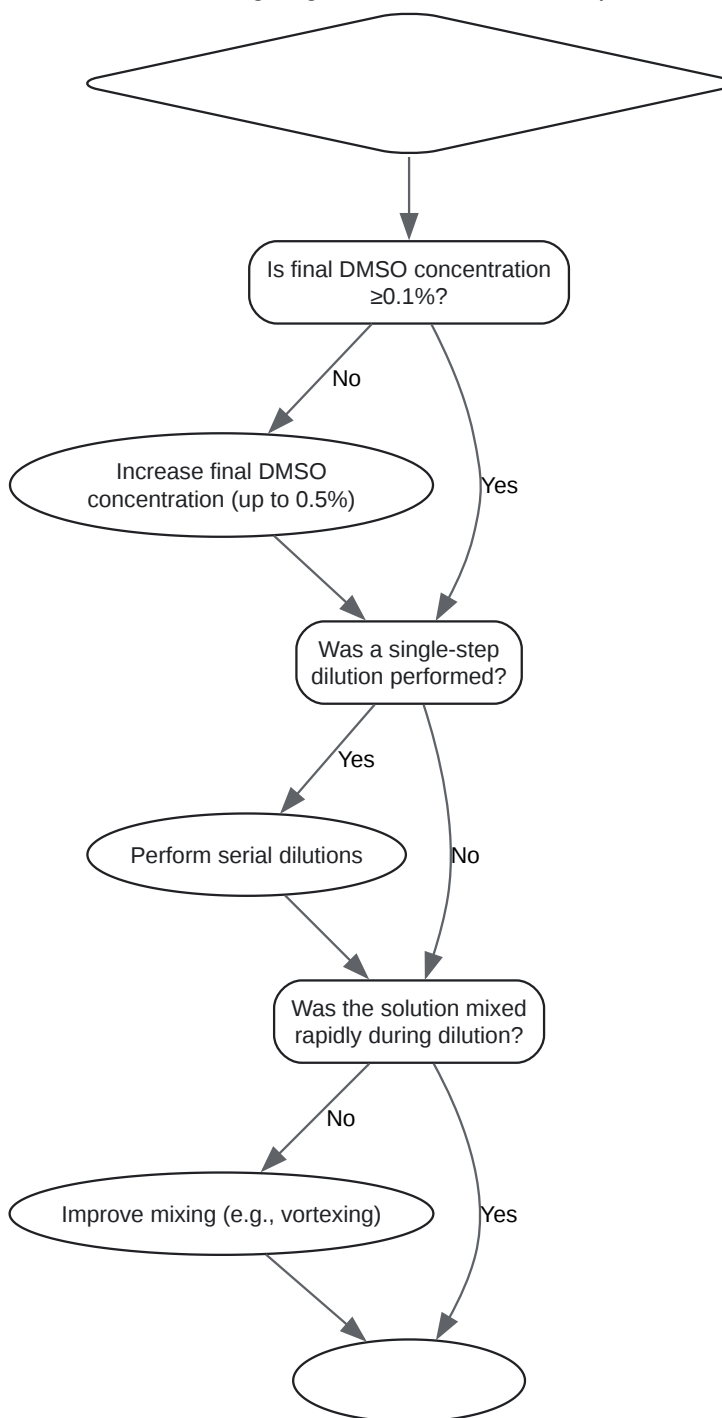 Is final DMSO concentration
≥0.1%?
No
Increase final DMSO
concentration (up to 0.5%)
Yes
Was a single-step
dilution performed?
Yes
Perform serial dilutions
No
Was the solution mixed
rapidly during dilution?
No
Improve mixing (e.g., vortexing)
Yes